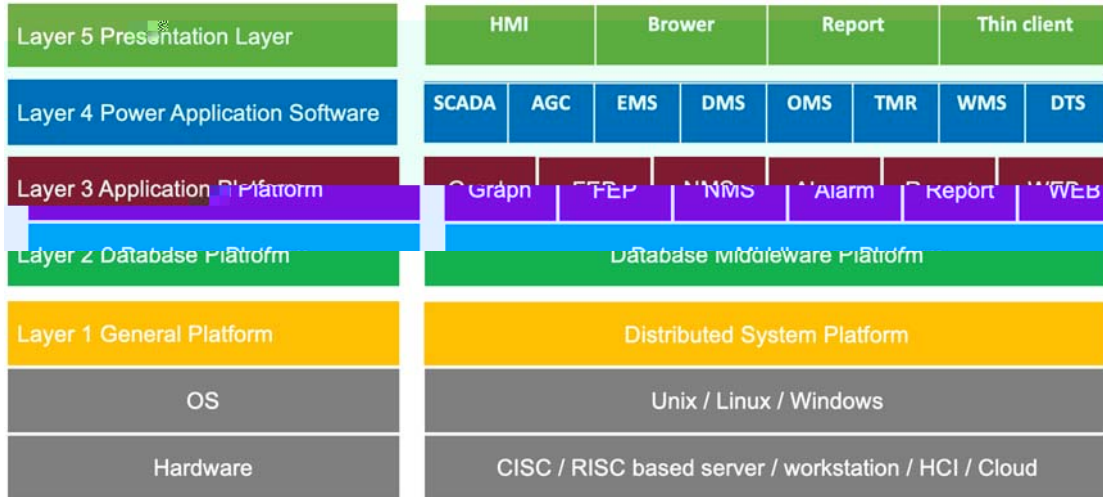 Layer 5 Presentation Layer
HMI Brower Report Thin client
Layer 4 Power Application Software
SCADA AGC EMS DMS OMS TMR WMS DTS
Layer 3 Application Platform
Graph FEP NMS Alarm Report WEB
Layer 2 Database Platform
Database Middleware Platform
Layer 1 General Platform
Distributed System Platform
OS
Unix / Linux / Windows
Hardware
CISC / RISC based server / workstation / HCI / Cloud